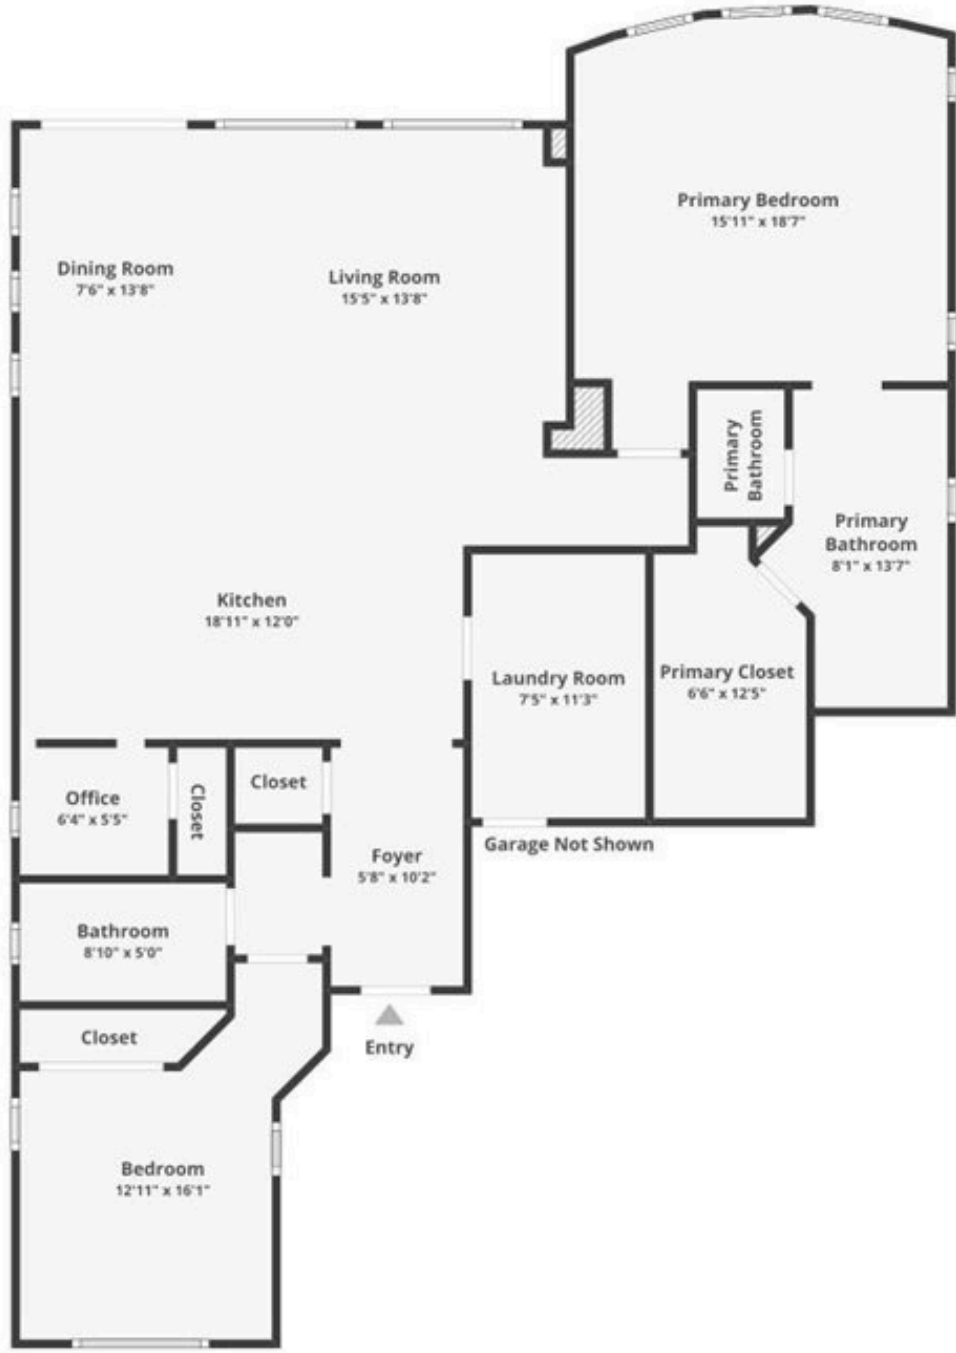 Primary Bedroom
15'11" x 18'7"
Dining Room
7'6" x 13'8"
Living Room
15'5" x 13'8"
Primary
Bathroom
Primary
Bathroom
8'1" x 13'7"
Kitchen
18'11" x 12'0"
Laundry Room
7'5" x 11'3"
Primary Closet
6'6" x 12'5"
Office
6'4" x 5'5"
Closet
Closet
Garage Not Shown
Foyer
5'8" x 10'2"
Bathroom
8'10" x 5'0"
Closet
Entry
Bedroom
12'11" x 16'1"